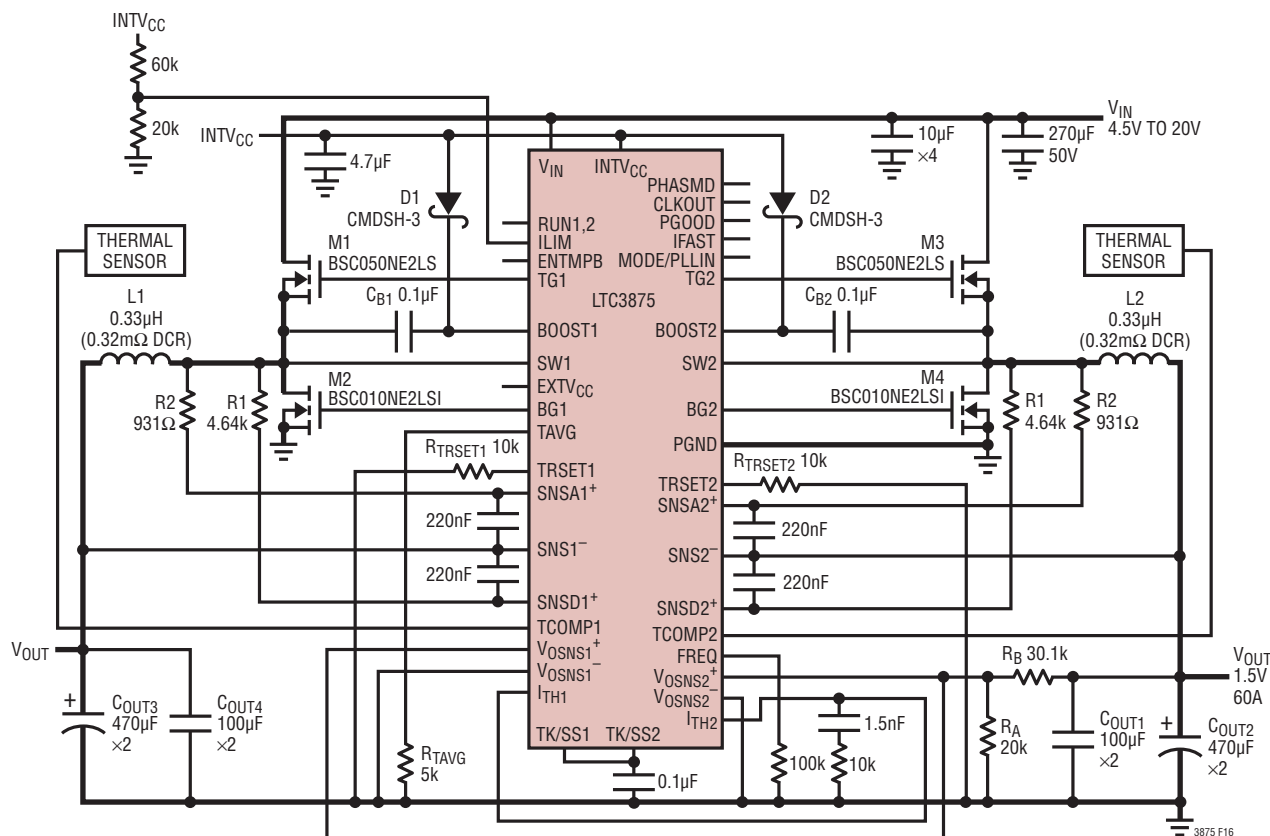 INTVCC
60k
20k
INTVCC
4.7µF
D1
CMDSH-3
VIN
INTVCC
10µF
×4
270µF
50V
VIN
4.5V TO 20V
D2
CMDSH-3
THERMAL
SENSOR
THERMAL
SENSOR
M1
BSC050NE2LS
M3
BSC050NE2LS
RUN1,2
ILIM
ENTMPB
TG1
PHASMD
CLKOUT
PGOOD
IFAST
MODE/PLLIN
TG2
LTC3875
CB1 0.1µF
CB2 0.1µF
L1
0.33µH
(0.32mΩ DCR)
L2
0.33µH
(0.32mΩ DCR)
BOOST1
BOOST2
SW1
SW2
EXTVCC
M2
BSC010NE2LSI
M4
BSC010NE2LSI
BG1
BG2
R2
931Ω
R1
4.64k
R1
4.64k
R2
931Ω
TAVG
PGND
RTRSET1 10k
RTRSET2 10k
TRSET1
TRSET2
SNSA1+
SNSA2+
220nF
220nF
SNS1–
SNS2–
220nF
220nF
SNSD1+
SNSD2+
TCOMP1
TCOMP2
VOSNS1+
FREQ
VOSNS1–
VOSNS2+
ITH1
VOSNS2–
ITH2
TK/SS1
TK/SS2
VOUT
RB 30.1k
VOUT
1.5V
60A
COUT3
470µF
×2
COUT4
100µF
×2
RTAVG
5k
0.1µF
100k
1.5nF
10k
RA
20k
COUT1
100µF
×2
COUT2
470µF
×2
+
+
3875 F16